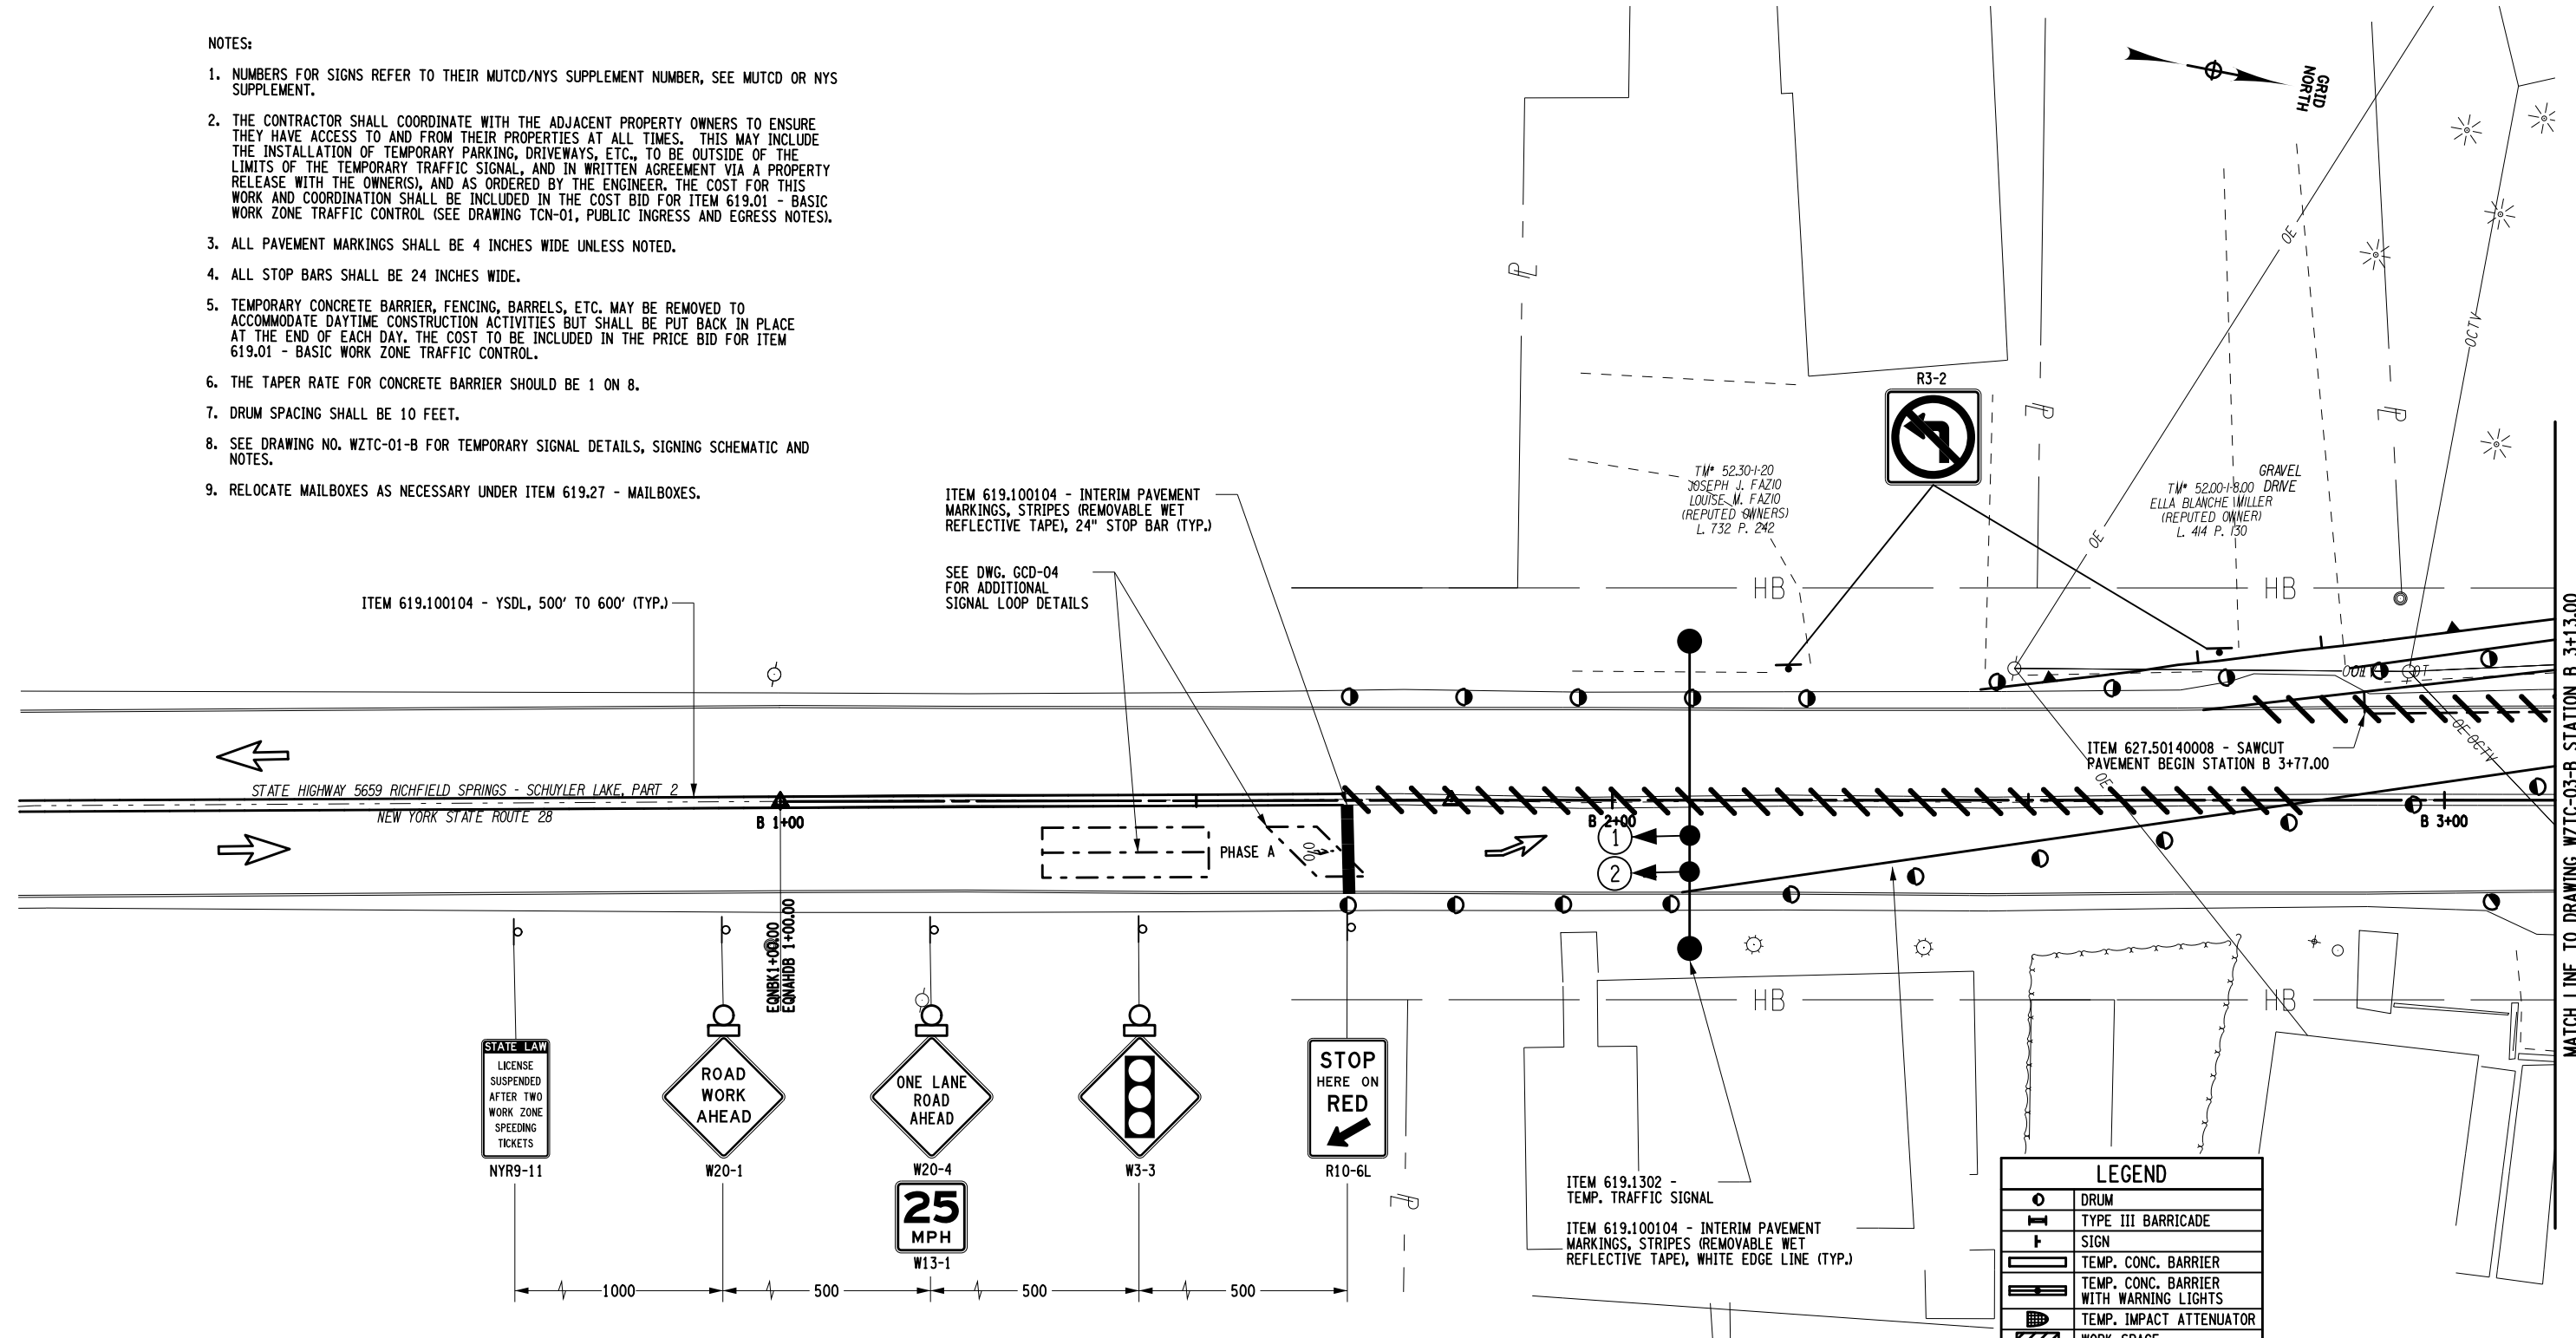 NOTES:
1. NUMBERS FOR SIGNS REFER TO THEIR MUTCD/NYS SUPPLEMENT NUMBER, SEE MUTCD OR NYS
SUPPLEMENT.
2. THE CONTRACTOR SHALL COORDINATE WITH THE ADJACENT PROPERTY OWNERS TO ENSURE
THEY HAVE ACCESS TO AND FROM THEIR PROPERTIES AT ALL TIMES. THIS MAY INCLUDE
THE INSTALLATION OF TEMPORARY PARKING, DRIVEWAYS, ETC., TO BE OUTSIDE OF THE
LIMITS OF THE TEMPORARY TRAFFIC SIGNAL, AND IN WRITTEN AGREEMENT VIA A PROPERTY
RELEASE WITH THE OWNER(S), AND AS ORDERED BY THE ENGINEER. THE COST FOR THIS
WORK AND COORDINATION SHALL BE INCLUDED IN THE COST BID FOR ITEM 619.01 - BASIC
WORK ZONE TRAFFIC CONTROL (SEE DRAWING TCN-01, PUBLIC INGRESS AND EGRESS NOTES).
3. ALL PAVEMENT MARKINGS SHALL BE 4 INCHES WIDE UNLESS NOTED.
4. ALL STOP BARS SHALL BE 24 INCHES WIDE.
5. TEMPORARY CONCRETE BARRIER, FENCING, BARRELS, ETC. MAY BE REMOVED TO
ACCOMMODATE DAYTIME CONSTRUCTION ACTIVITIES BUT SHALL BE PUT BACK IN PLACE
AT THE END OF EACH DAY. THE COST TO BE INCLUDED IN THE PRICE BID FOR ITEM
619.01 - BASIC WORK ZONE TRAFFIC CONTROL.
6. THE TAPER RATE FOR CONCRETE BARRIER SHOULD BE 1 ON 8.
7. DRUM SPACING SHALL BE 10 FEET.
8. SEE DRAWING NO. WZTC-01-B FOR TEMPORARY SIGNAL DETAILS, SIGNING SCHEMATIC AND
NOTES.
9. RELOCATE MAILBOXES AS NECESSARY UNDER ITEM 619.27 - MAILBOXES.
GRID
NORTH
PL
OE
OCTV
R3-2
PL
PL
TM# 52.30-1-20
JOSEPH J. FAZIO
LOUISE M. FAZIO
(REPUTED OWNERS)
L. 732 P. 242
GRAVEL
DRIVE
TM# 52.00-1-8.00
ELLA BLANCHE MILLER
(REPUTED OWNER)
L. 414 P. 130
OE
ITEM 619.100104 - INTERIM PAVEMENT
MARKINGS, STRIPES (REMOVABLE WET
REFLECTIVE TAPE), 24" STOP BAR (TYP.)
SEE DWG. GCD-04
FOR ADDITIONAL
SIGNAL LOOP DETAILS
ITEM 619.100104 - YSDL, 500' TO 600' (TYP.)
HB
HB
MATCH LINE TO DRAWING WZTC-03-B STATION B 3+13.00
ITEM 627.50140008 - SAWCUT
PAVEMENT BEGIN STATION B 3+77.00
OE
OE
OCTV
STATE HIGHWAY 5659 RICHFIELD SPRINGS - SCHUYLER LAKE, PART 2
NEW YORK STATE ROUTE 28
B 1+00
B 2+00
B 3+00
PHASE A
1
2
EQNBK1+00.00
EQNAHDB 1+00.00
HB
HB
STATE LAW
LICENSE
SUSPENDED
AFTER TWO
WORK ZONE
SPEEDING
TICKETS
NYR9-11
ROAD
WORK
AHEAD
W20-1
ONE LANE
ROAD
AHEAD
W20-4
25
MPH
W13-1
W3-3
STOP
HERE ON
RED
R10-6L
PL
1000
500
500
500
ITEM 619.1302 -
TEMP. TRAFFIC SIGNAL
ITEM 619.100104 - INTERIM PAVEMENT
MARKINGS, STRIPES (REMOVABLE WET
REFLECTIVE TAPE), WHITE EDGE LINE (TYP.)
LEGEND
DRUM
TYPE III BARRICADE
SIGN
TEMP. CONC. BARRIER
TEMP. CONC. BARRIER
WITH WARNING LIGHTS
TEMP. IMPACT ATTENUATOR
WORK SPACE